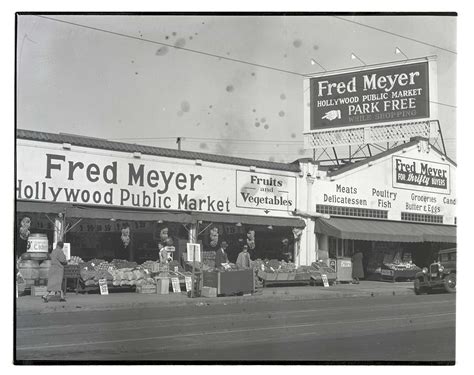 Fred Meyer
HOLLYWOOD PUBLIC MARKET
PARK FREE
WHILE SHOPPING
Fred Meyer
FOR Thrifty BUYERS
Fred Meyer
Hollywood Public Market
Fruits
and
Vegetables
Meats Poultry Groceries Can
Delicatessen Fish Butter & Eggs